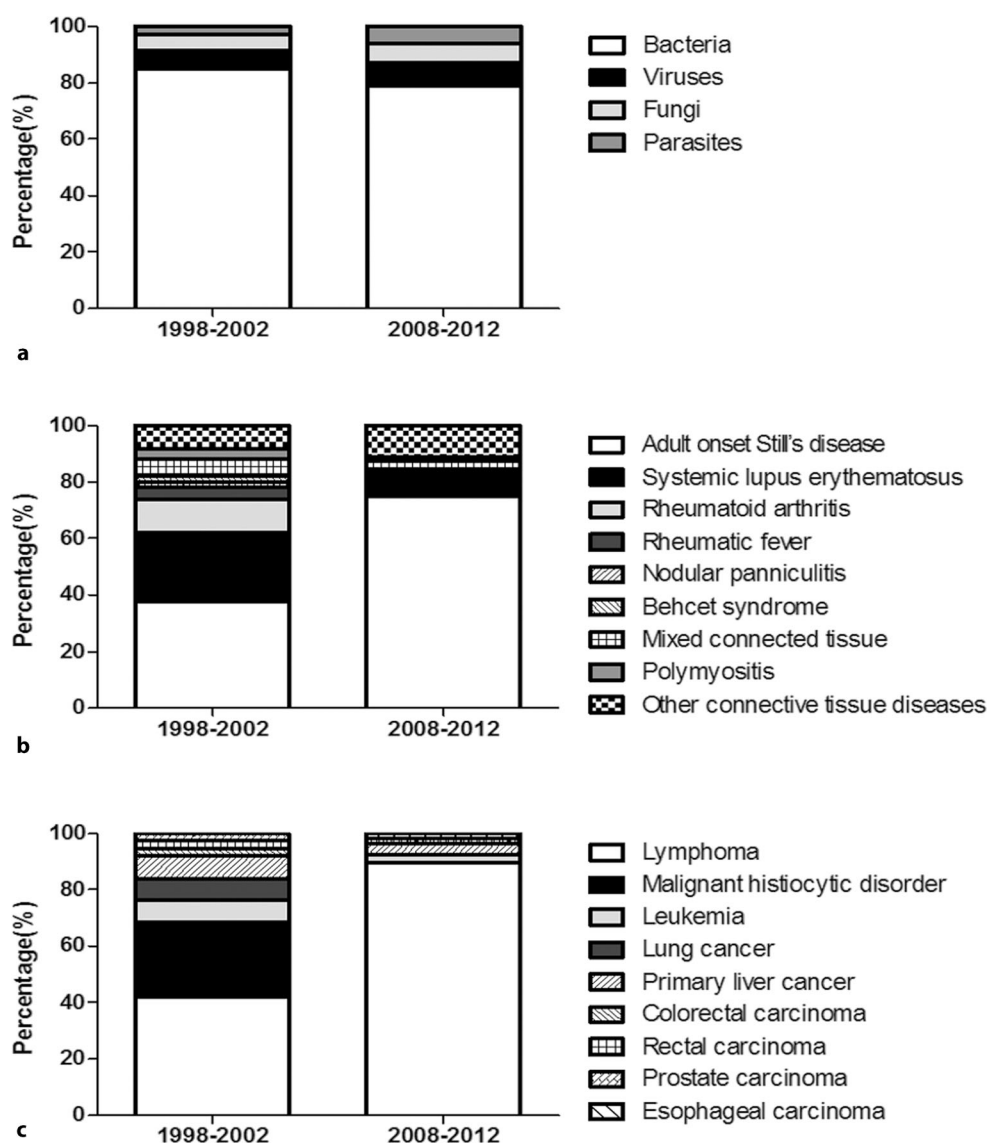 100
80
60
40
20
0
Percentage(%)
1998-2002
2008-2012
Bacteria
Viruses
Fungi
Parasites
a
100
80
60
40
20
0
Percentage(%)
1998-2002
2008-2012
Adult onset Still's disease
Systemic lupus erythematosus
Rheumatoid arthritis
Rheumatic fever
Nodular panniculitis
Behcet syndrome
Mixed connected tissue
Polymyositis
Other connective tissue diseases
b
100
80
60
40
20
0
Percentage(%)
1998-2002
2008-2012
Lymphoma
Malignant histiocytic disorder
Leukemia
Lung cancer
Primary liver cancer
Colorectal carcinoma
Rectal carcinoma
Prostate carcinoma
Esophageal carcinoma
c